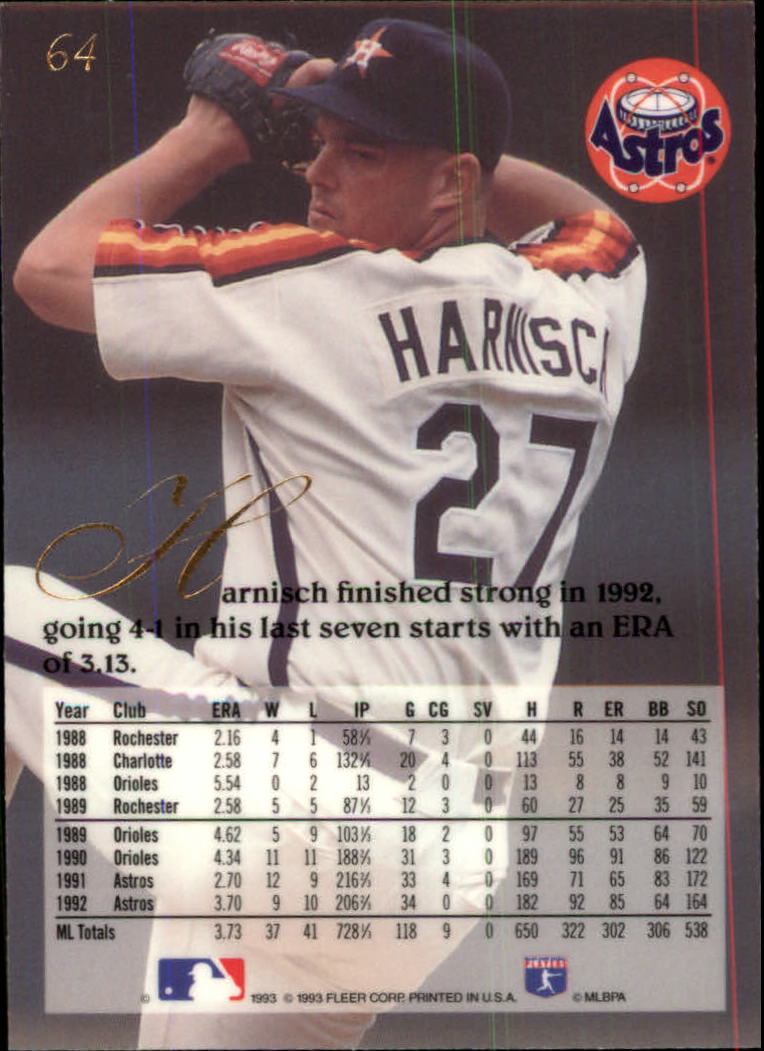 64
Astros
HARNISC
27
Harnisch finished strong in 1992,
going 4-1 in his last seven starts with an ERA
of 3.13.
Year Club ERA W L IP G CG SV H R ER BB SO
1988 Rochester 2.16 4 1 58⅓ 7 3 0 44 16 14 14 43
1988 Charlotte 2.58 7 6 132⅓ 20 4 0 113 55 38 52 141
1988 Orioles 5.54 0 2 13 2 0 0 13 8 8 9 10
1989 Rochester 2.58 5 5 87⅓ 12 3 0 60 27 25 35 59
1989 Orioles 4.62 5 9 103⅓ 18 2 0 97 55 53 64 70
1990 Orioles 4.34 11 11 188⅔ 31 3 0 189 96 91 86 122
1991 Astros 2.70 12 9 216⅔ 33 4 0 169 71 65 83 172
1992 Astros 3.70 9 10 206⅔ 34 0 0 182 92 85 64 164
ML Totals 3.73 37 41 728⅓ 118 9 0 650 322 302 306 538
PLAYERS
© 1993 © 1993 FLEER CORP. PRINTED IN U.S.A. © MLBPA